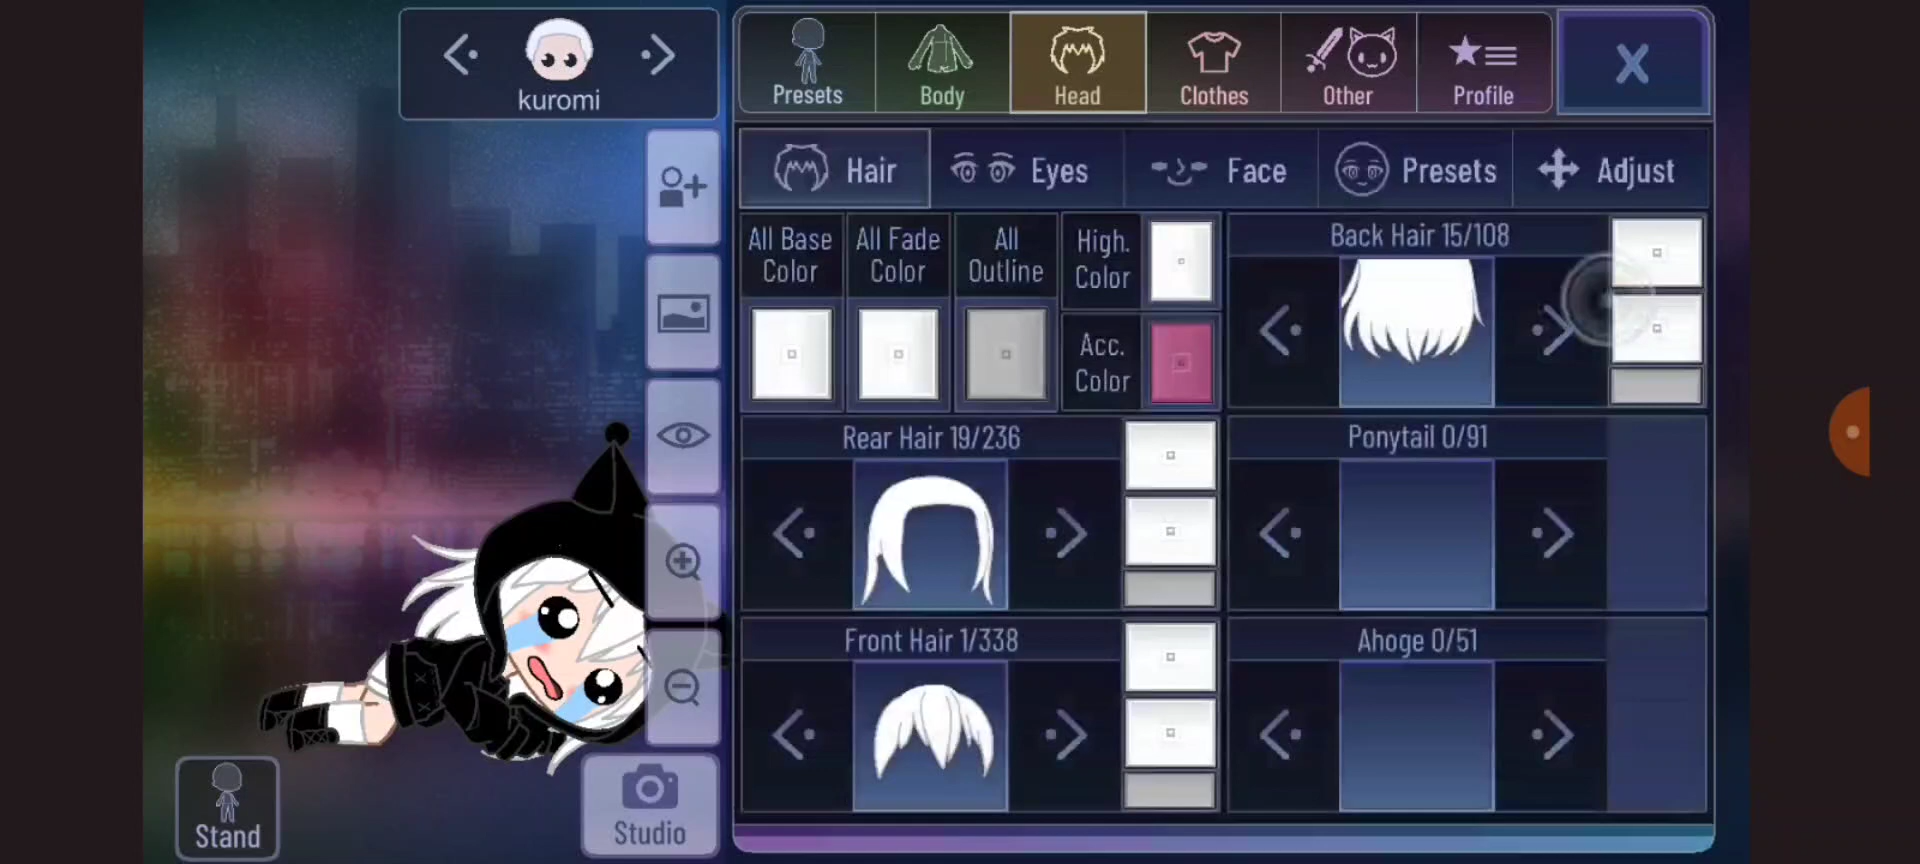 kuromi
Presets
Body
Head
Clothes
Other
Profile
X
Hair
Eyes
Face
Presets
Adjust
All Base
Color
All Fade
Color
All
Outline
High.
Color
Acc.
Color
Back Hair 15/108
Rear Hair 19/236
Ponytail 0/91
Front Hair 1/338
Ahoge 0/51
Stand
Studio